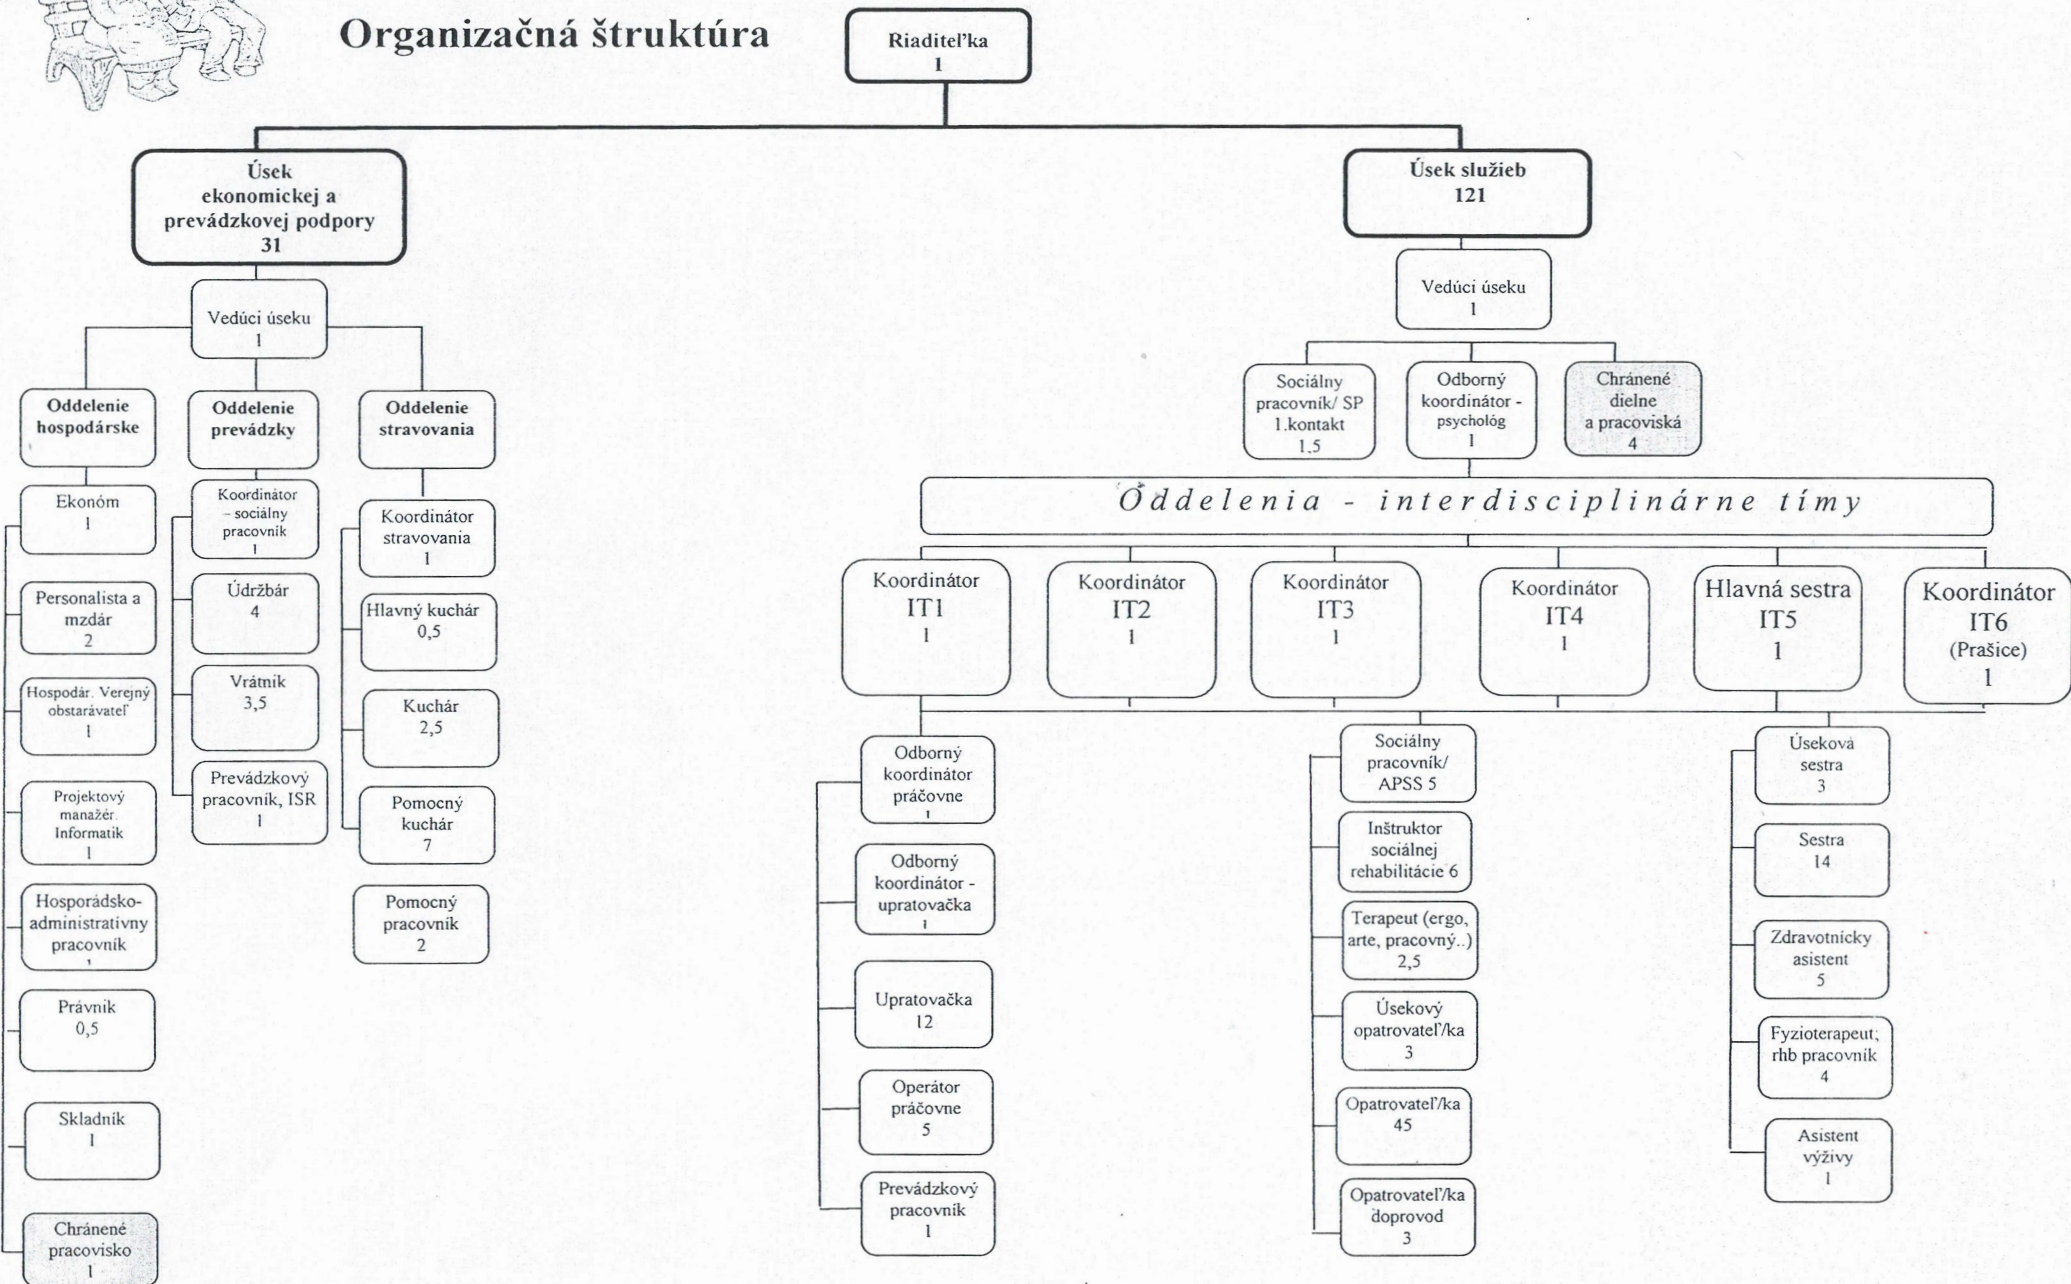 Organizačná štruktúra
Riaditeľka
1
Úsek
ekonomickej a
prevádzkovej podpory
31
Úsek služieb
121
Vedúci úseku
1
Vedúci úseku
1
Oddelenie
hospodárske
Oddelenie
prevádzky
Oddelenie
stravovania
Sociálny
pracovník/ SP
1.kontakt
1,5
Odborný
koordinátor -
psychológ
1
Chránené
dielne
a pracoviská
4
Ekonóm
1
Personalista a
mzdár
2
Hospodár. Verejný
obstarávateľ
1
Projektový
manažér.
Informatik
1
Hosporádsko-
administratívny
pracovník
1
Právnik
0,5
Skladník
1
Chránené
pracovisko
1
Koordinátor
– sociálny
pracovník
1
Údržbár
4
Vrátnik
3,5
Prevádzkový
pracovník, ISR
1
Koordinátor
stravovania
1
Hlavný kuchár
0,5
Kuchár
2,5
Pomocný
kuchár
7
Pomocný
pracovník
2
Oddelenia - interdisciplinárne tímy
Koordinátor
IT1
1
Koordinátor
IT2
1
Koordinátor
IT3
1
Koordinátor
IT4
1
Hlavná sestra
IT5
1
Koordinátor
IT6
(Prašice)
1
Odborný
koordinátor
práčovne
1
Odborný
koordinátor -
upratovačka
1
Upratovačka
12
Operátor
práčovne
5
Prevádzkový
pracovník
1
Sociálny
pracovník/
APSS 5
Inštruktor
sociálnej
rehabilitácie 6
Terapeut (ergo,
arte, pracovný..)
2,5
Úsekový
opatrovateľ/ka
3
Opatrovateľ/ka
45
Opatrovateľ/ka
doprovod
3
Úseková
sestra
3
Sestra
14
Zdravotnícky
asistent
5
Fyzioterapeut;
rhb pracovník
4
Asistent
výživy
1